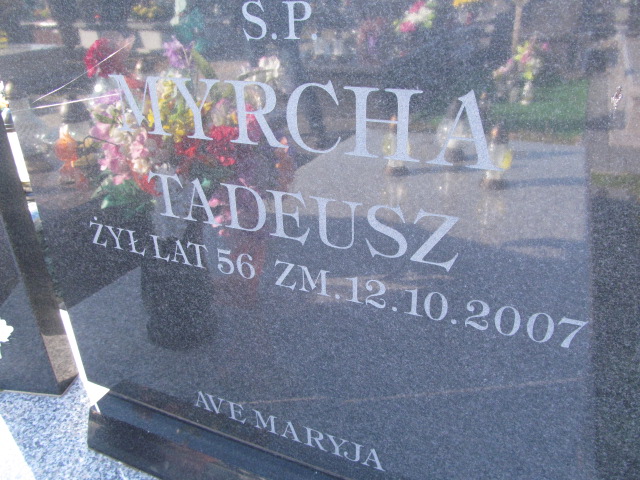 Ś.P.
MYRCHA
TADEUSZ
ŻYŁ LAT 56 ZM. 12.10.2007
AVE MARYJA